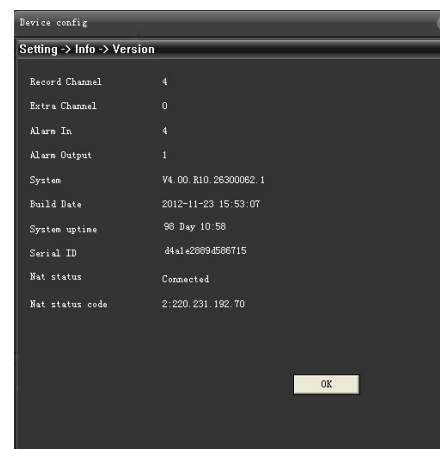 Device config
Setting -> Info -> Version
Record Channel 4
Extra Channel 0
Alarm In 4
Alarm Output 1
System V4.00.R10.26300062.1
Build Date 2012-11-23 15:53:07
System uptime 98 Day 10:58
Serial ID d4a1e2889d586715
Nat status Connected
Nat status code 2:220.231.192.70
OK